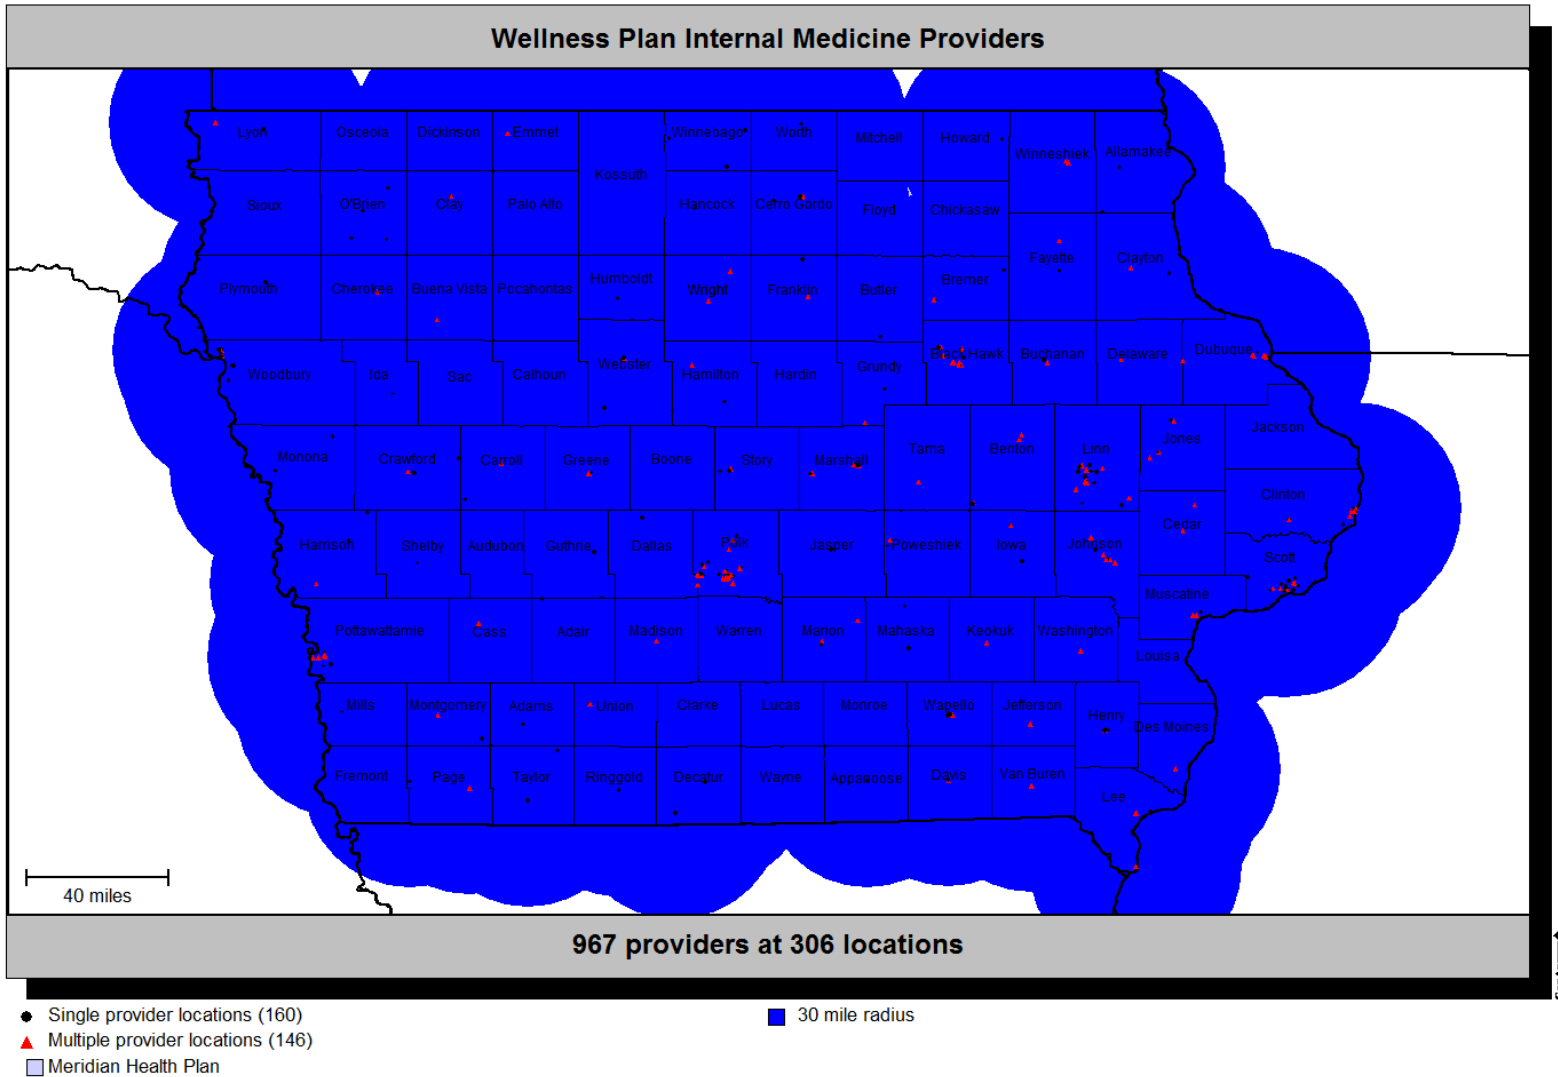 Wellness Plan Internal Medicine Providers
Lyon Osceola Dickinson Emmet Winnebago Worth Mitchell Howard Winneshiek Allamakee
Kossuth
Sioux O'Brien Clay Palo Alto Hancock Cerro Gordo Floyd Chickasaw
Fayette Clayton
Plymouth Cherokee Buena Vista Pocahontas Humboldt Wright Franklin Butler Bremer
Woodbury Ida Sac Calhoun Webster Hamilton Hardin Grundy Black Hawk Buchanan Delaware Dubuque
Monona Crawford Carroll Greene Boone Story Marshall Tama Benton Linn Jones Jackson
Clinton
Cedar
Harrison Shelby Audubon Guthrie Dallas Polk Jasper Poweshiek Iowa Johnson Scott
Muscatine
Pottawattamie Cass Adair Madison Warren Marion Mahaska Keokuk Washington
Louisa
Mills Montgomery Adams Union Clarke Lucas Monroe Wapello Jefferson Henry Des Moines
Fremont Page Taylor Ringgold Decatur Wayne Appanoose Davis Van Buren Lee
40 miles
967 providers at 306 locations
Single provider locations (160)
30 mile radius
Multiple provider locations (146)
Meridian Health Plan